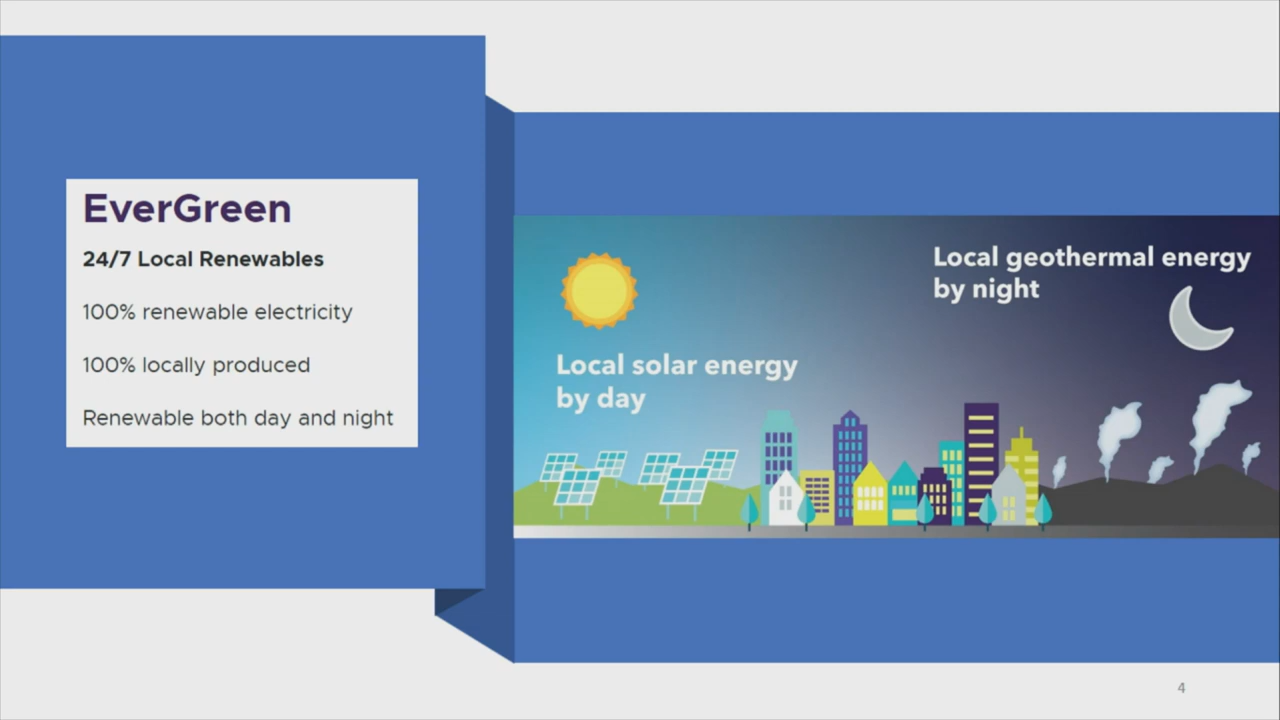 EverGreen
24/7 Local Renewables
100% renewable electricity
100% locally produced
Renewable both day and night
Local solar energy
by day
Local geothermal energy
by night
4